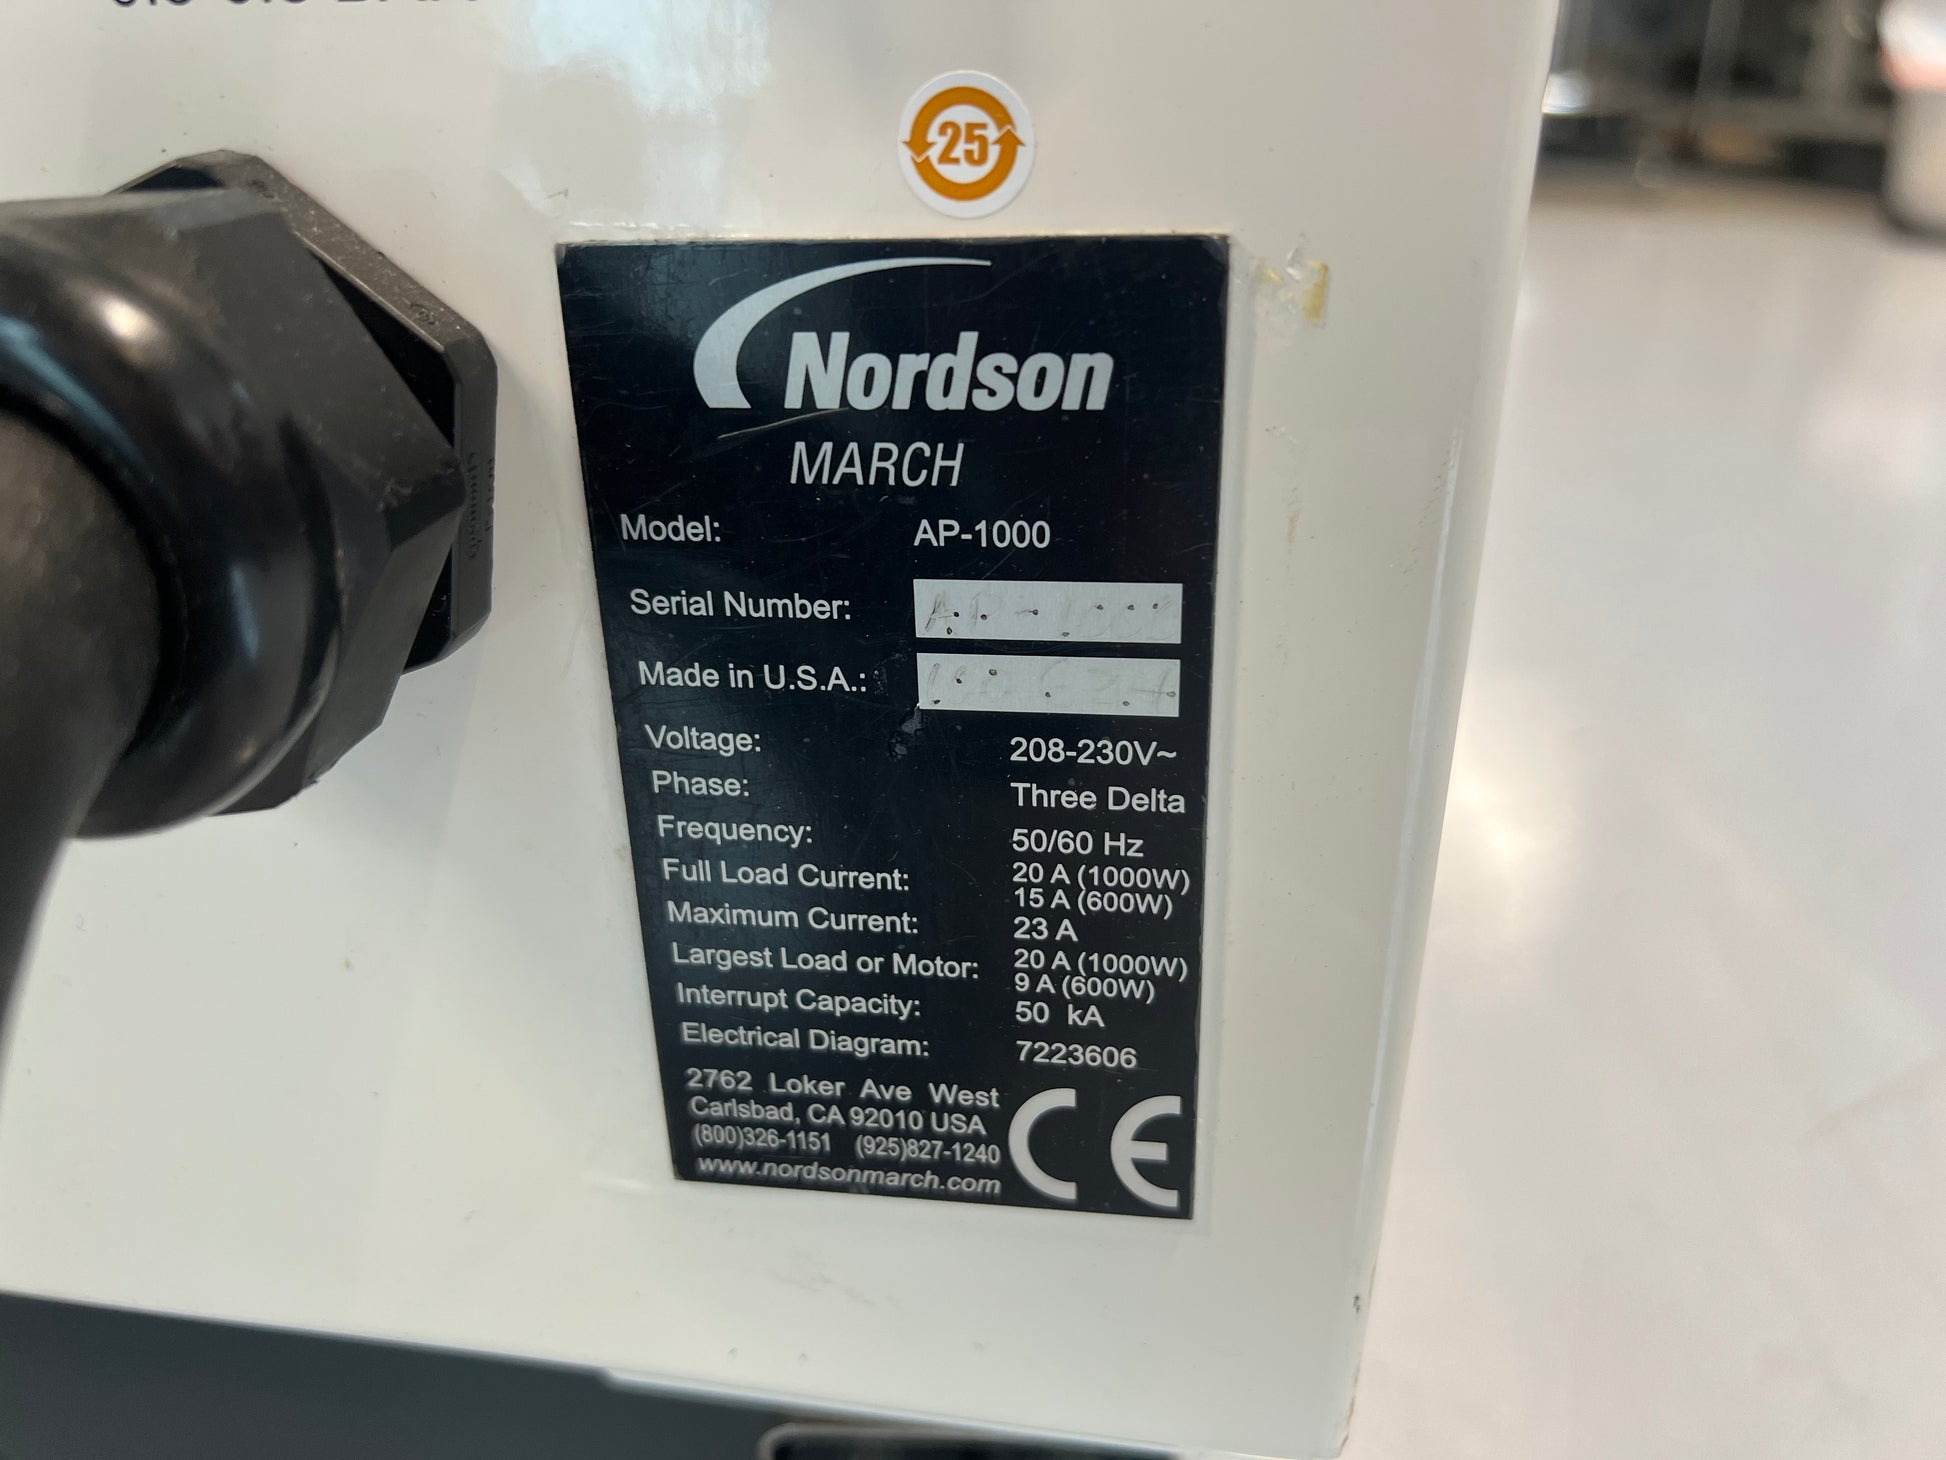 25
Nordson
MARCH
Model: AP-1000
Serial Number:
Made in U.S.A.:
Voltage: 208-230V~
Phase: Three Delta
Frequency: 50/60 Hz
Full Load Current: 20 A (1000W)
15 A (600W)
Maximum Current: 23 A
Largest Load or Motor: 20 A (1000W)
9 A (600W)
Interrupt Capacity: 50 kA
Electrical Diagram: 7223606
2762 Loker Ave West
Carlsbad, CA 92010 USA
(800)326-1151 (925)827-1240
www.nordsonmarch.com
CE